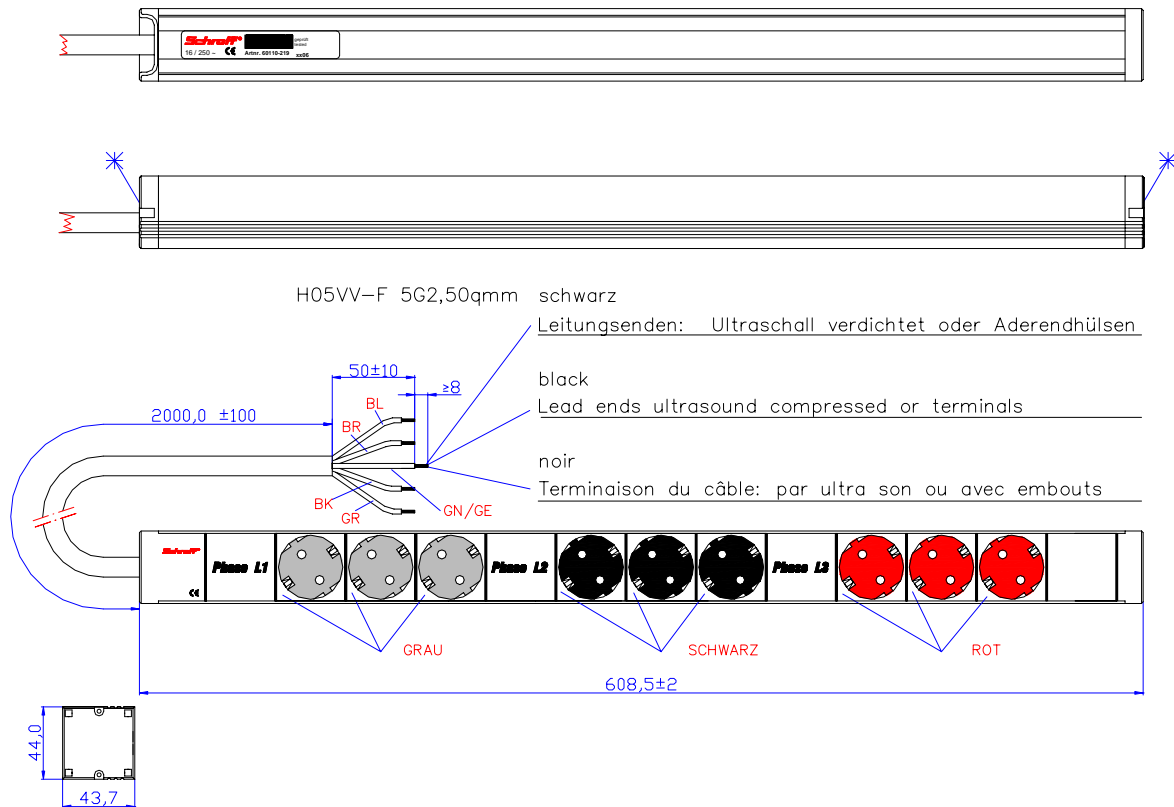 Schroff®
geprüft
tested
16 / 250 ~ CE Artnr. 60110-219 xx06
H05VV-F 5G2,50qmm schwarz
Leitungsenden: Ultraschall verdichtet oder Aderendhülsen
50±10
≥8
black
Lead ends ultrasound compressed or terminals
2000,0 ±100
BL
BR
noir
Terminaison du câble: par ultra son ou avec embouts
BK
GR
GN/GE
Schroff
CE
Phase L1
Phase L2
Phase L3
GRAU
SCHWARZ
ROT
608,5±2
44,0
43,7